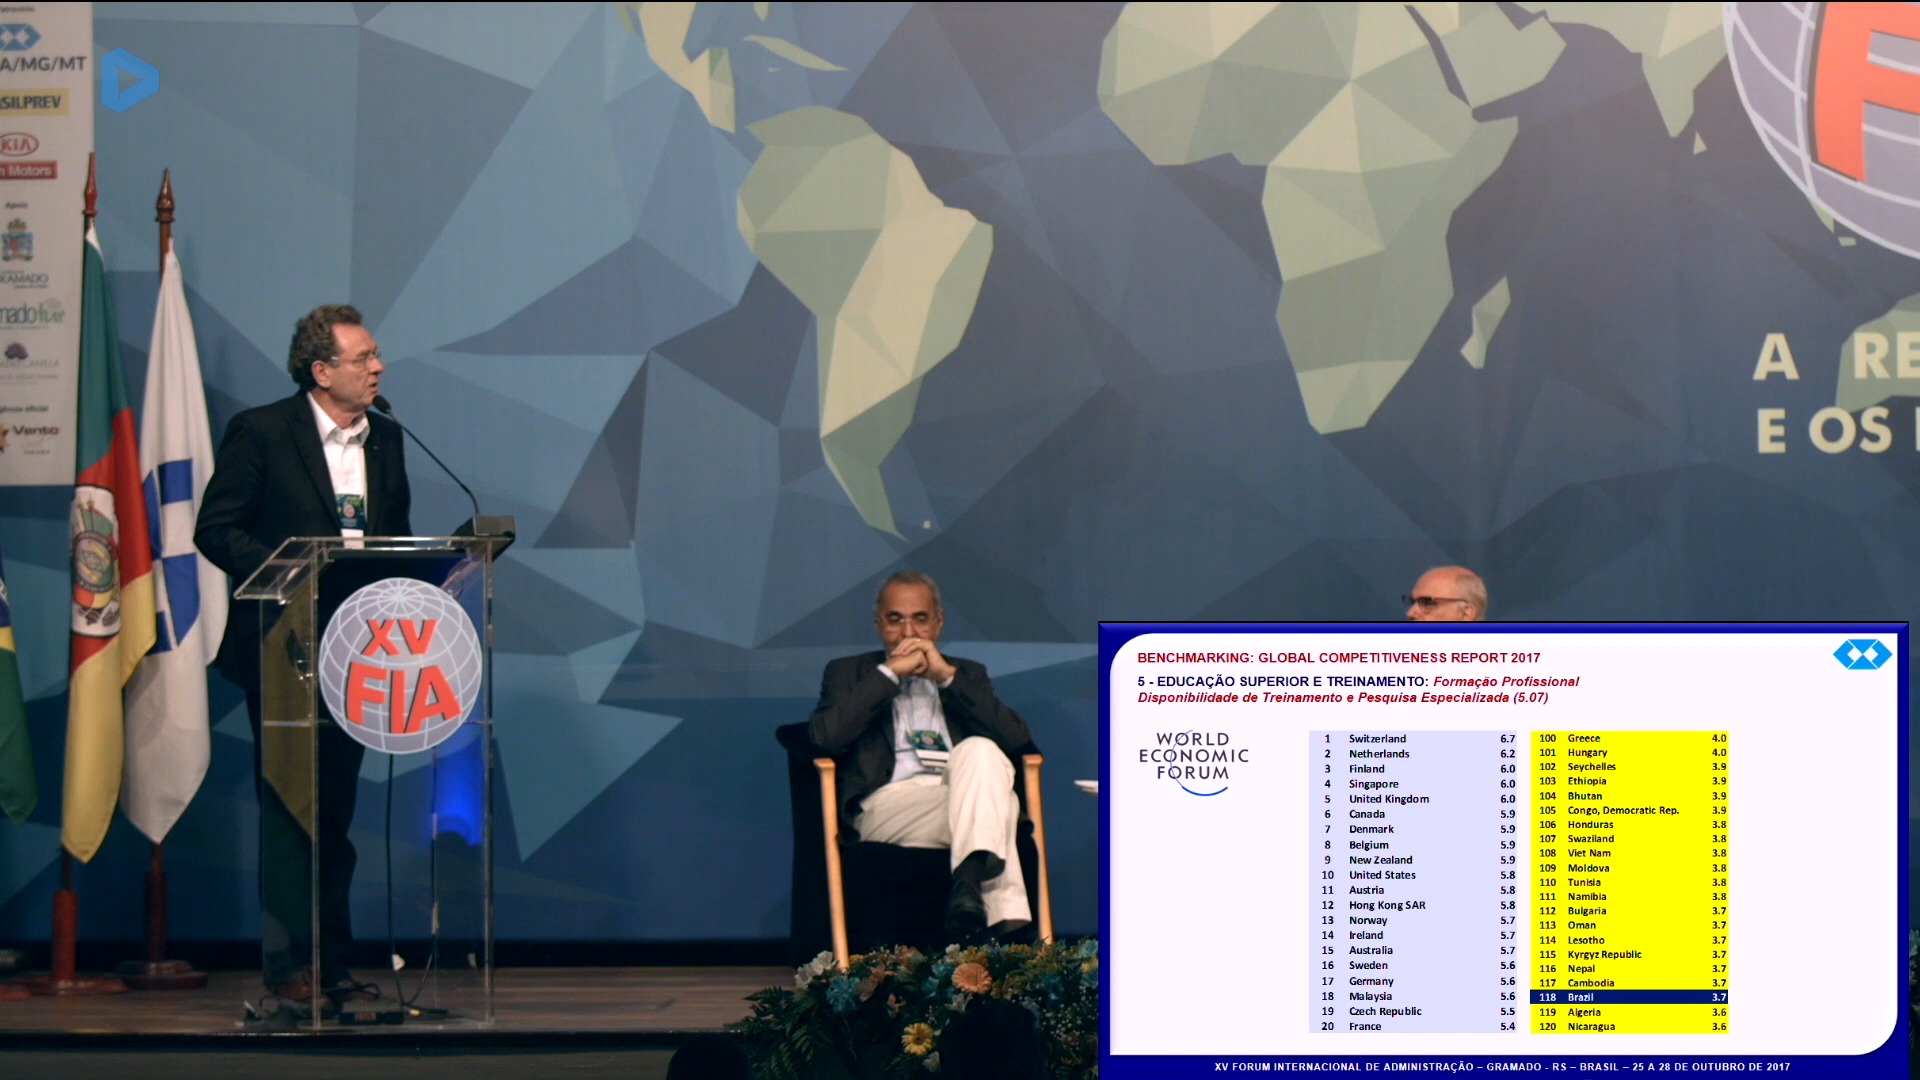 Patrocínio
A/MG/MT
KIA
Motors
Apoio
Vento
A RE
E OS
XV
FIA
BENCHMARKING: GLOBAL COMPETITIVENESS REPORT 2017
5 - EDUCAÇÃO SUPERIOR E TREINAMENTO: Formação Profissional
Disponibilidade de Treinamento e Pesquisa Especializada (5.07)
WORLD
ECONOMIC
FORUM
1 Switzerland 6.7
2 Netherlands 6.2
3 Finland 6.0
4 Singapore 6.0
5 United Kingdom 6.0
6 Canada 5.9
7 Denmark 5.9
8 Belgium 5.9
9 New Zealand 5.9
10 United States 5.8
11 Austria 5.8
12 Hong Kong SAR 5.8
13 Norway 5.7
14 Ireland 5.7
15 Australia 5.7
16 Sweden 5.6
17 Germany 5.6
18 Malaysia 5.6
19 Czech Republic 5.5
20 France 5.4
100 Greece 4.0
101 Hungary 4.0
102 Seychelles 3.9
103 Ethiopia 3.9
104 Bhutan 3.9
105 Congo, Democratic Rep. 3.9
106 Honduras 3.8
107 Swaziland 3.8
108 Viet Nam 3.8
109 Moldova 3.8
110 Tunisia 3.8
111 Namibia 3.8
112 Bulgaria 3.7
113 Oman 3.7
114 Lesotho 3.7
115 Kyrgyz Republic 3.7
116 Nepal 3.7
117 Cambodia 3.7
118 Brazil 3.7
119 Algeria 3.6
120 Nicaragua 3.6
XV FORUM INTERNACIONAL DE ADMINISTRAÇÃO – GRAMADO - RS – BRASIL – 25 A 28 DE OUTUBRO DE 2017